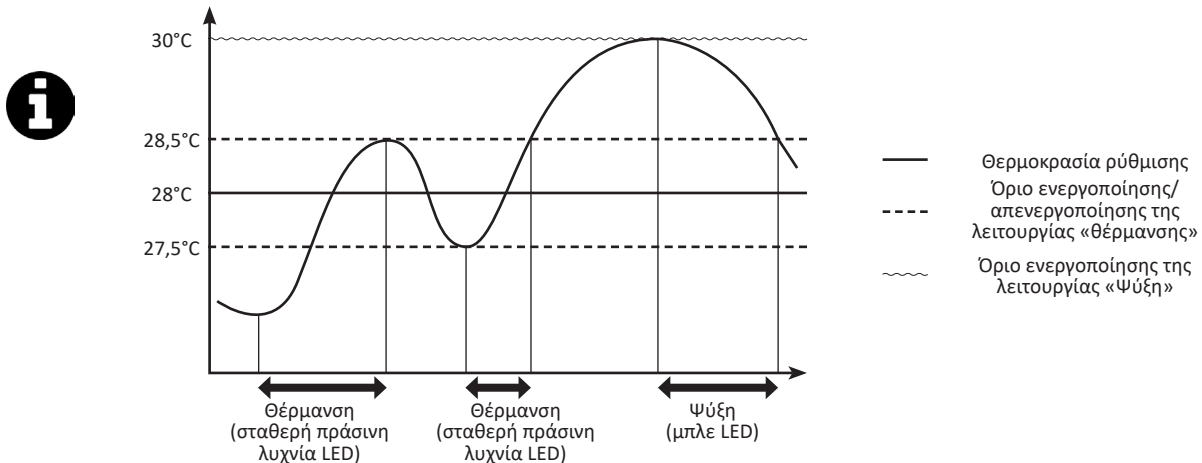 30°C
28,5°C
28°C
27,5°C
Θέρμανση
(σταθερή πράσινη
λυχνία LED)
Θέρμανση
(σταθερή πράσινη
λυχνία LED)
Ψύξη
(μπλε LED)
Θερμοκρασία ρύθμισης
Όριο ενεργοποίησης/
απενεργοποίησης της
λειτουργίας «θέρμανσης»
Όριο ενεργοποίησης της
λειτουργίας «Ψύξη»